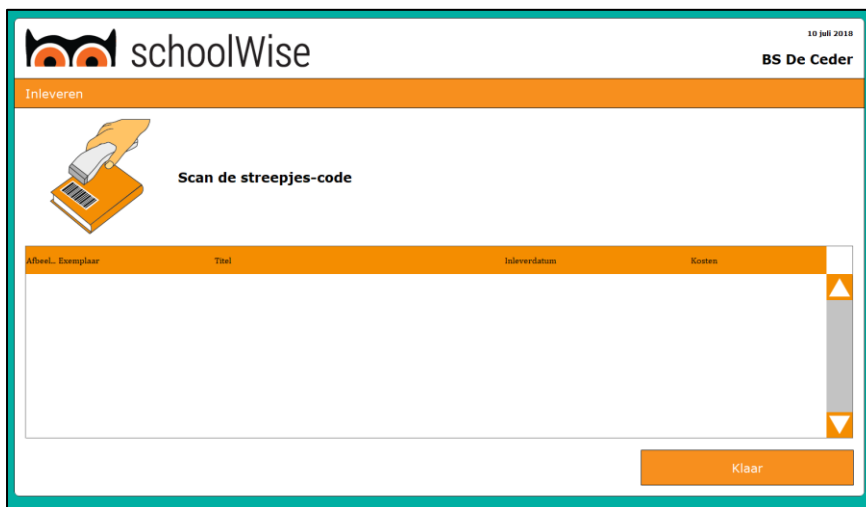 schoolWise
10 juli 2018
BS De Ceder
Inleveren
Scan de streepjes-code
Afbeel... Exemplaar Titel Inleverdatum Kosten
Klaar